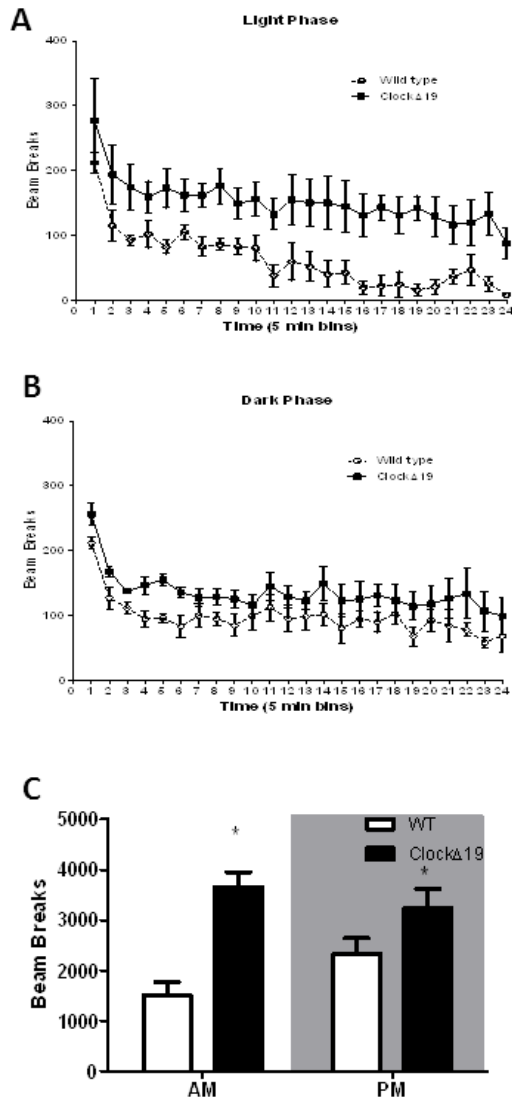 A
Light Phase
400
300
200
100
0
Beam Breaks
Wild type
ClockΔ19
0 1 2 3 4 5 6 7 8 9 10 11 12 13 14 15 16 17 18 19 20 21 22 23 24
Time (5 min bins)
B
Dark Phase
400
300
200
100
0
Beam Breaks
Wild type
ClockΔ19
0 1 2 3 4 5 6 7 8 9 10 11 12 13 14 15 16 17 18 19 20 21 22 23 24
Time (5 min bins)
C
5000
4000
3000
2000
1000
0
Beam Breaks
WT
ClockΔ19
*
*
AM PM